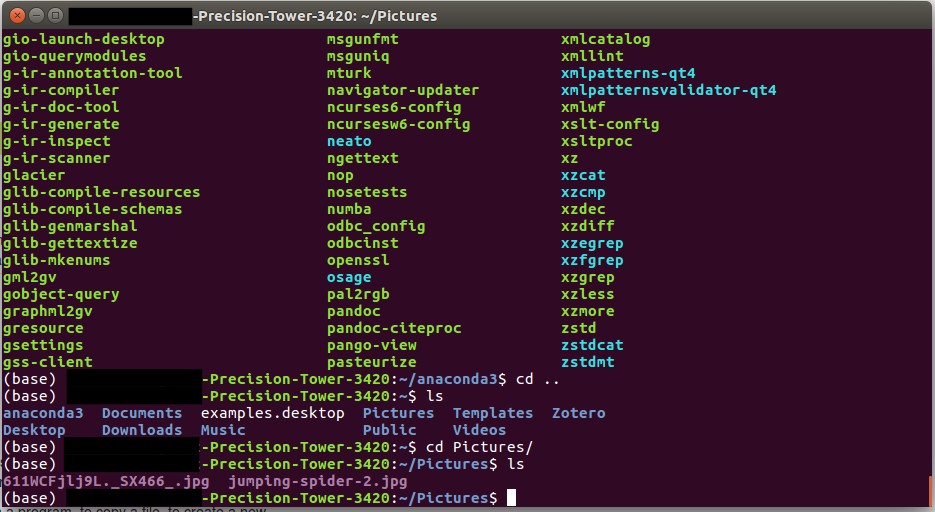 -Precision-Tower-3420: ~/Pictures
gio-launch-desktop msgunfmt xmlcatalog
gio-querymodules msguniq xmllint
g-ir-annotation-tool mturk xmlpatterns-qt4
g-ir-compiler navigator-updater xmlpatternsvalidator-qt4
g-ir-doc-tool ncurses6-config xmlwf
g-ir-generate ncursesw6-config xslt-config
g-ir-inspect neato xsltproc
g-ir-scanner ngettext xz
glacier nop xzcat
glib-compile-resources nosetests xzcmp
glib-compile-schemas numba xzdec
glib-genmarshal odbc_config xzdiff
glib-gettextize odbcinst xzegrep
glib-mkenums openssl xzfgrep
gml2gv osage xzgrep
gobject-query pal2rgb xzless
graphml2gv pandoc xzmore
gresource pandoc-citeproc zstd
gsettings pango-view zstdcat
gss-client pasteurize zstdmt
(base) -Precision-Tower-3420:~/anaconda3$ cd ..
(base) -Precision-Tower-3420:~$ ls
anaconda3 Documents examples.desktop Pictures Templates Zotero
Desktop Downloads Music Public Videos
(base) -Precision-Tower-3420:~$ cd Pictures/
(base) -Precision-Tower-3420:~/Pictures$ ls
611WCFjlj9L._SX466_.jpg jumping-spider-2.jpg
(base) -Precision-Tower-3420:~/Pictures$
a program, to copy a file, to create a new